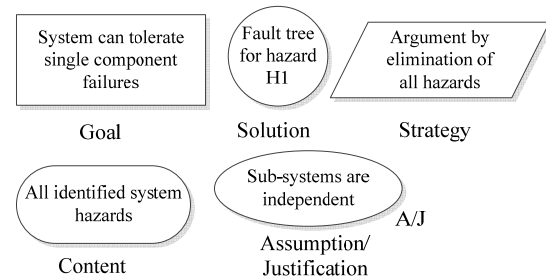 System can tolerate
single component
failures
Goal
Fault tree
for hazard
H1
Solution
Argument by
elimination of
all hazards
Strategy
All identified system
hazards
Content
Sub-systems are
independent
A/J
Assumption/
Justification